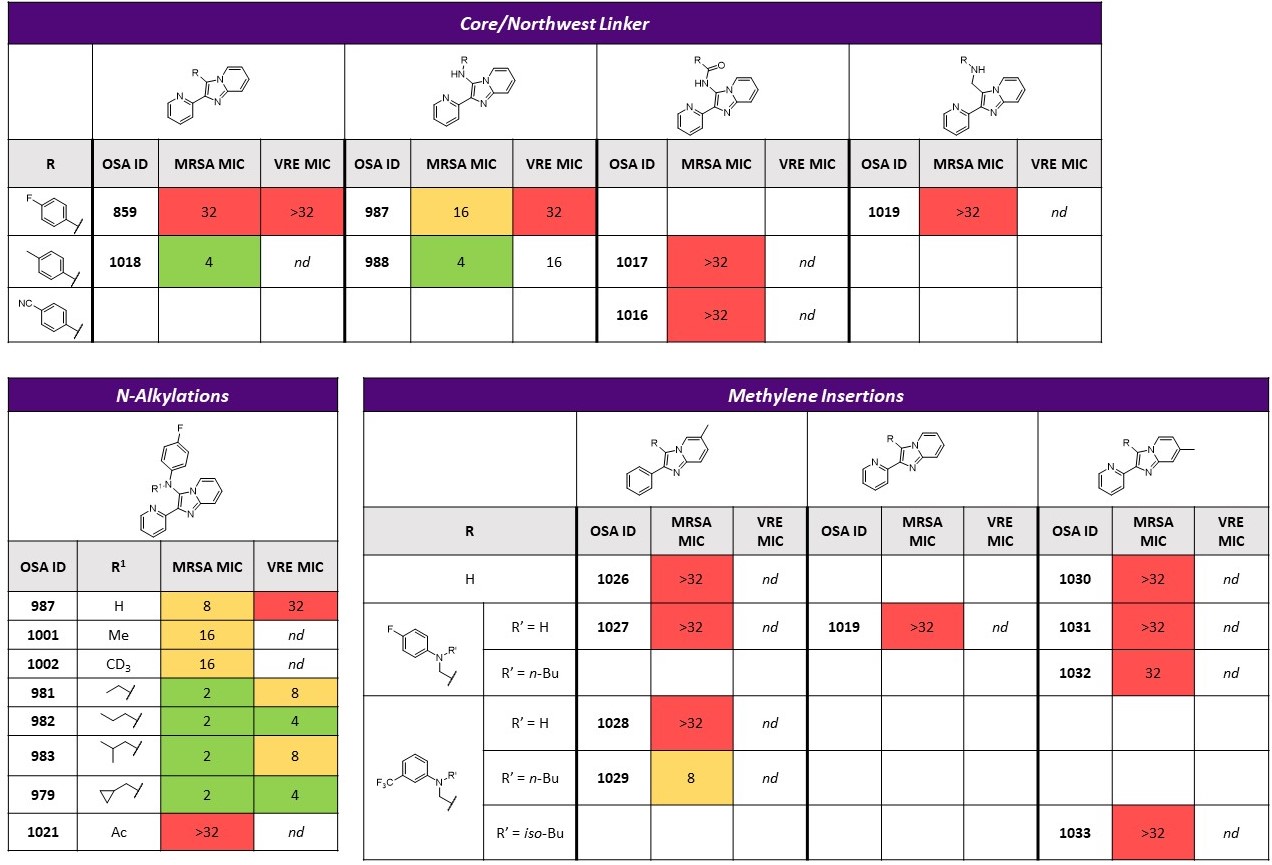 Core/Northwest Linker
R
N
N
N
R
HN
N
N
N
R
O
HN
N
N
N
R
NH
N
N
N
R OSA ID MRSA MIC VRE MIC OSA ID MRSA MIC VRE MIC OSA ID MRSA MIC VRE MIC OSA ID MRSA MIC VRE MIC
F 859 32 >32 987 16 32 1019 >32 nd
1018 4 nd 988 4 16 1017 >32 nd
NC 1016 >32 nd
N-Alkylations
F
N
R¹
N
N
N
OSA ID R¹ MRSA MIC VRE MIC
987 H 8 32
1001 Me 16 nd
1002 CD₃ 16 nd
981 2 8
982 2 4
983 2 8
979 2 4
1021 Ac >32 nd
Methylene Insertions
R
N
N
R
N
N
N
R
N
N
N
R OSA ID MRSA MIC VRE MIC OSA ID MRSA MIC VRE MIC OSA ID MRSA MIC VRE MIC
H 1026 >32 nd 1030 >32 nd
F
N
R'
R’ = H 1027 >32 nd 1019 >32 nd 1031 >32 nd
R’ = n-Bu 1032 32 nd
F₃C
N
R'
R’ = H 1028 >32 nd
R’ = n-Bu 1029 8 nd
R’ = iso-Bu 1033 >32 nd